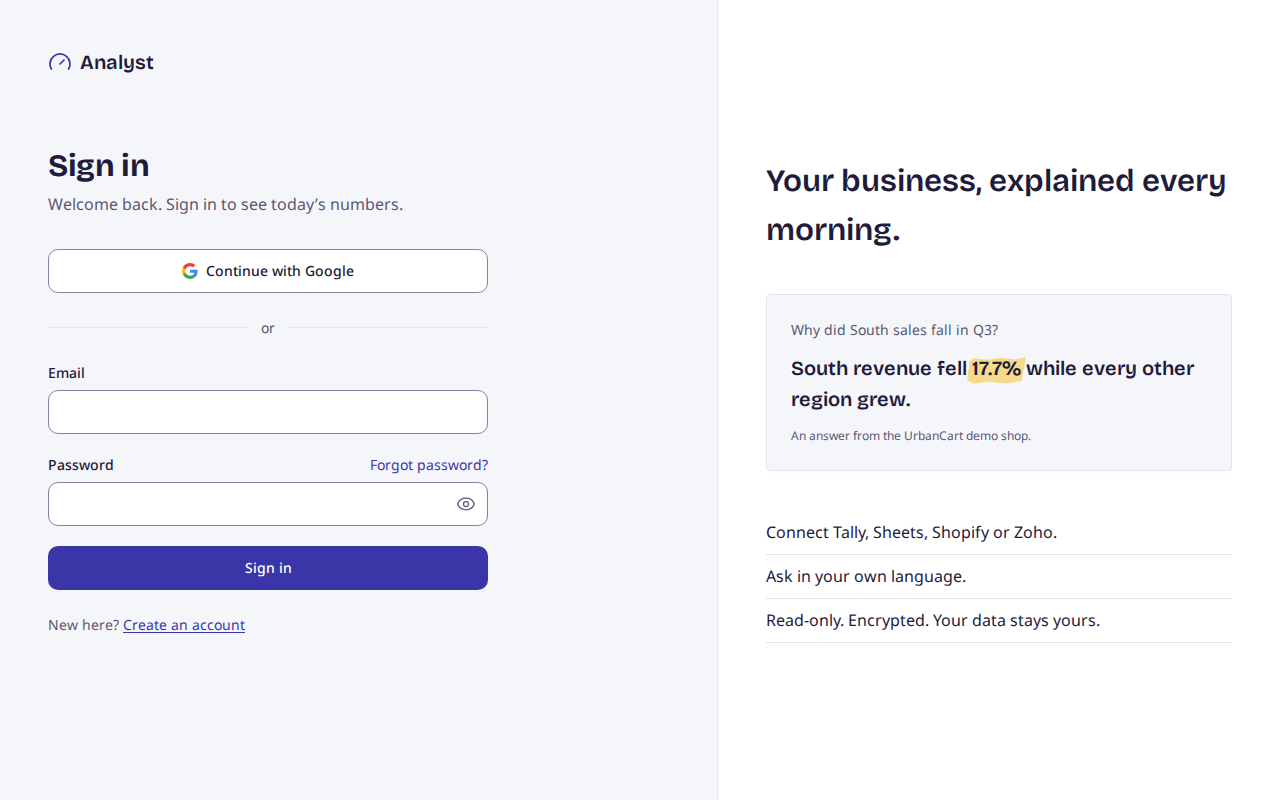 Analyst
Sign in
Welcome back. Sign in to see today’s numbers.
Continue with Google
or
Email
Password
Forgot password?
Sign in
New here? Create an account
Your business, explained every
morning.
Why did South sales fall in Q3?
South revenue fell 17.7% while every other
region grew.
An answer from the UrbanCart demo shop.
Connect Tally, Sheets, Shopify or Zoho.
Ask in your own language.
Read-only. Encrypted. Your data stays yours.